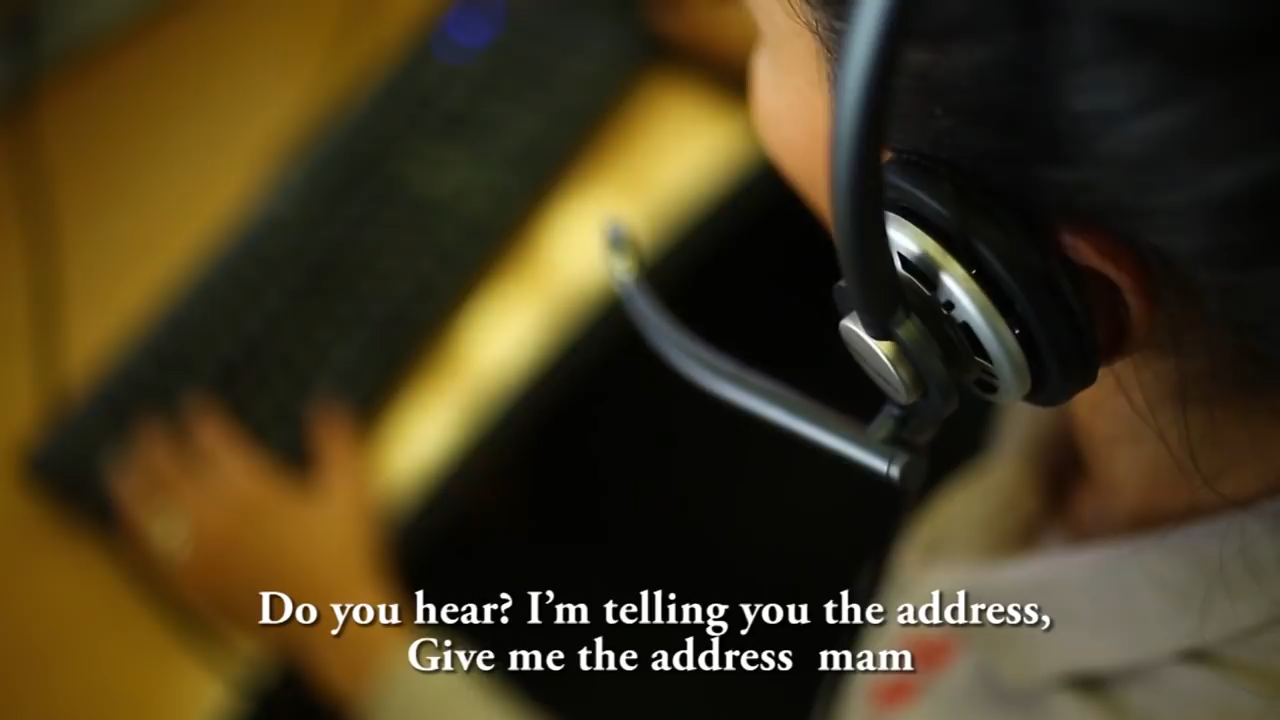 Do you hear? I’m telling you the address,
Give me the address  mam